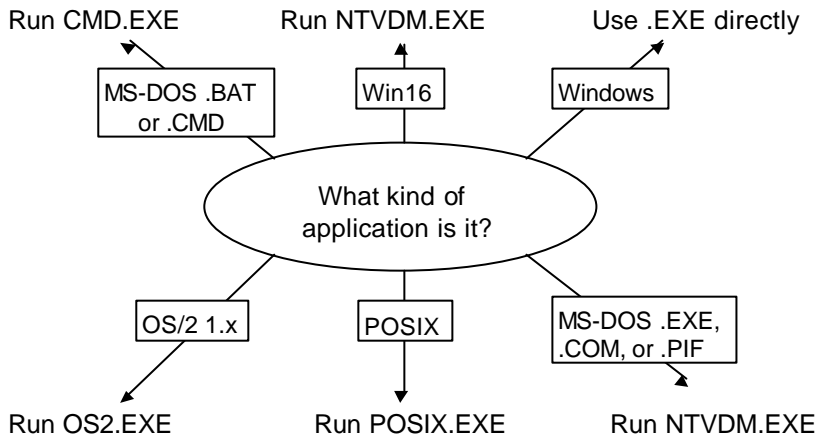 Run CMD.EXE
Run NTVDM.EXE
Use .EXE directly
MS-DOS .BAT
or .CMD
Win16
Windows
What kind of
application is it?
OS/2 1.x
POSIX
MS-DOS .EXE,
.COM, or .PIF
Run OS2.EXE
Run POSIX.EXE
Run NTVDM.EXE